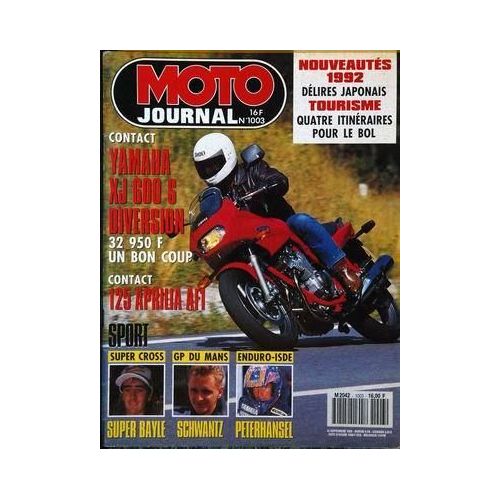 MOTO
JOURNAL
16F
N°1003
NOUVEAUTÉS
1992
DÉLIRES JAPONAIS
TOURISME
QUATRE ITINÉRAIRES
POUR LE BOL
CONTACT
YAMAHA
XJ 600 S
DIVERSION
32 950 F
UN BON COUP
CONTACT
125 APRILIA AF1
SPORT
SUPER CROSS
GP DU MANS
ENDURO-ISDE
SUPER BAYLE
SCHWANTZ
PETERHANSEL
M 2042 - 1003 - 16,00 F